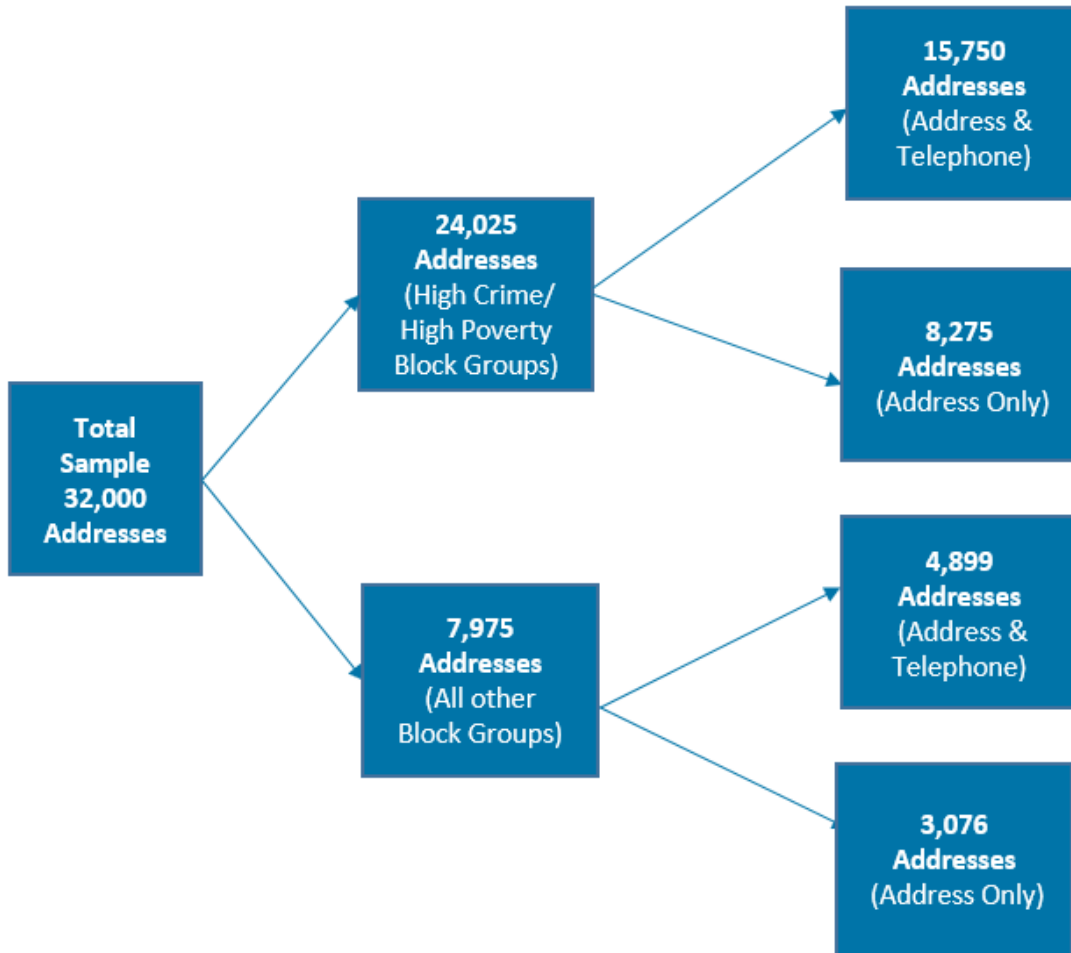 Total
Sample
32,000
Addresses
24,025
Addresses
(High Crime/
High Poverty
Block Groups)
7,975
Addresses
(All other
Block Groups)
15,750
Addresses
(Address &
Telephone)
8,275
Addresses
(Address Only)
4,899
Addresses
(Address &
Telephone)
3,076
Addresses
(Address Only)